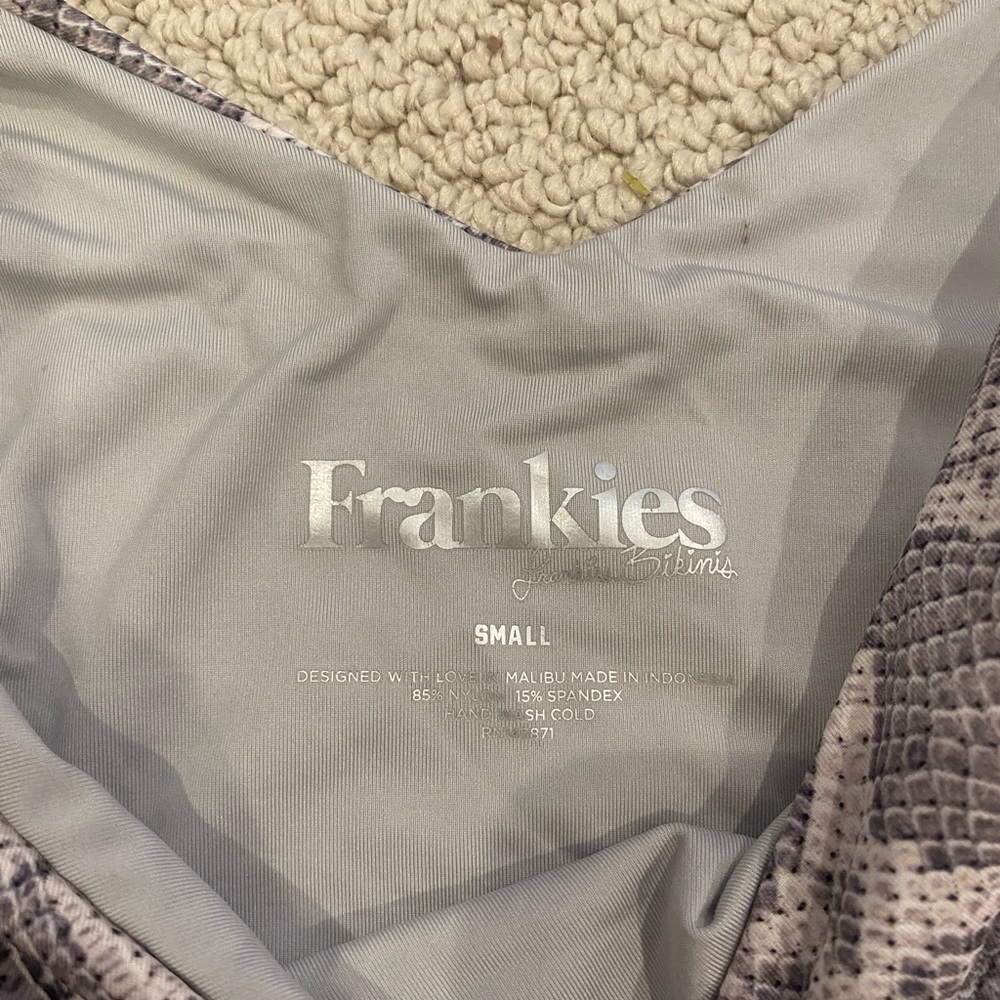 Frankies
Frankies Bikinis
SMALL
DESIGNED WITH LOVE IN MALIBU MADE IN INDONESIA
85% NYLON 15% SPANDEX
HAND WASH COLD